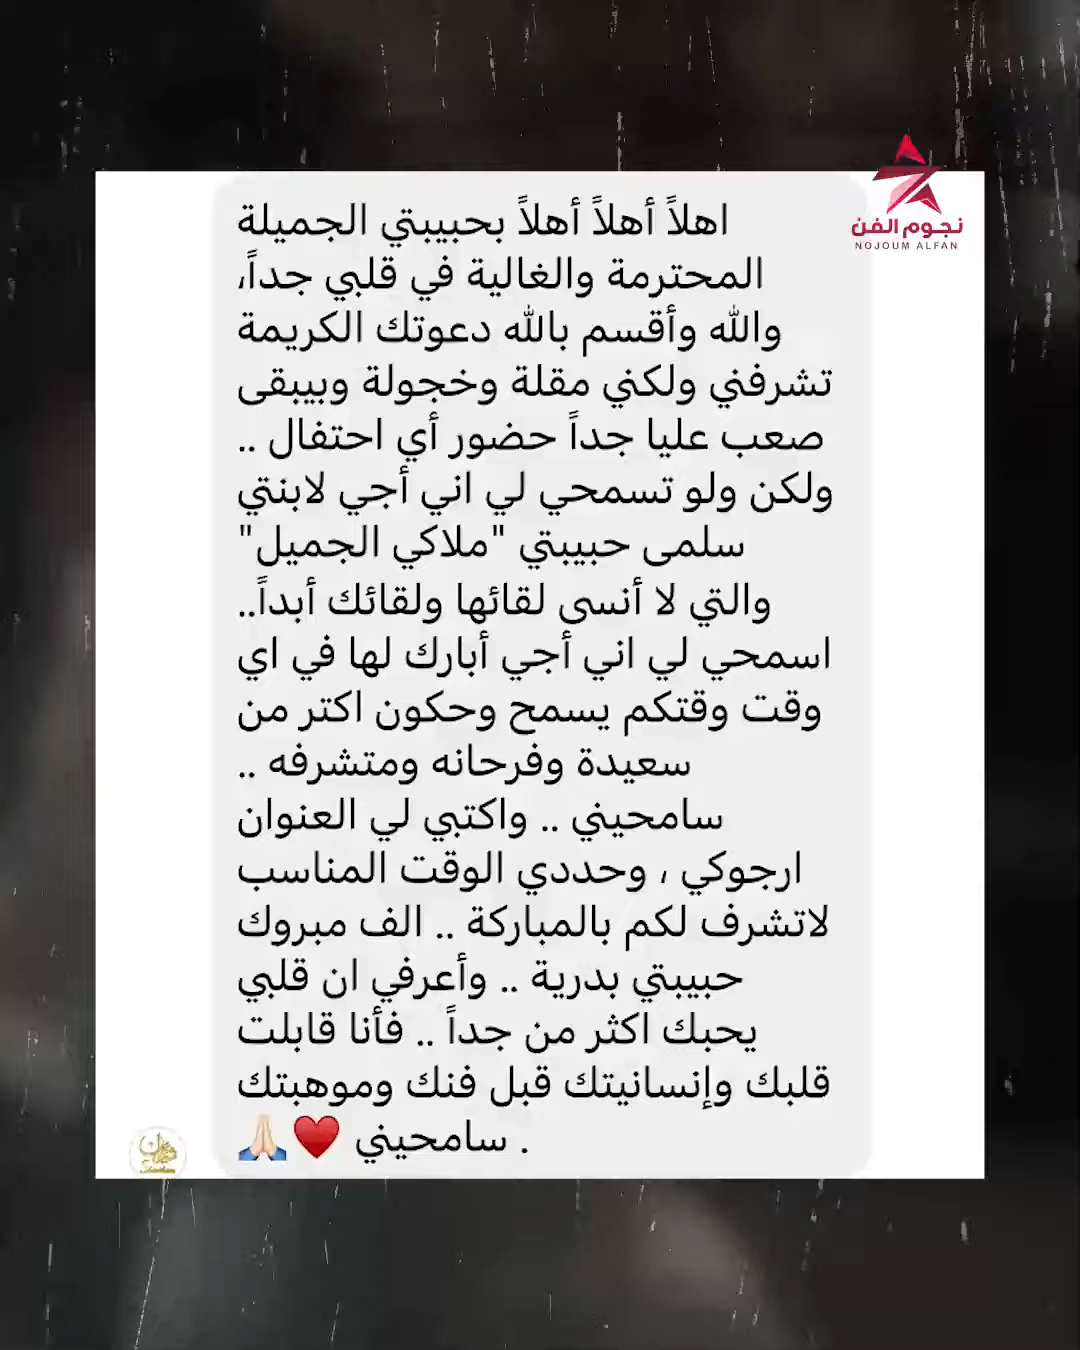 نجوم الفن
NOJOUM ALFAN
اهلاً أهلاً أهلاً بحبيبتي الجميلة
المحترمة والغالية في قلبي جداً،
والله وأقسم بالله دعوتك الكريمة
تشرفني ولكني مقلة وخجولة وبيبقى
صعب عليا جداً حضور أي احتفال ..
ولكن ولو تسمحي لي اني أجي لابنتي
سلمى حبيبتي "ملاكي الجميل"
والتي لا أنسى لقائها ولقائك أبداً..
اسمحي لي اني أجي أبارك لها في اي
وقت وقتكم يسمح وحكون اكتر من
سعيدة وفرحانه ومتشرفه ..
سامحيني .. واكتبي لي العنوان
ارجوكي ، وحددي الوقت المناسب
لاتشرف لكم بالمباركة .. الف مبروك
حبيبتي بدرية .. وأعرفي ان قلبي
يحبك اكثر من جداً .. فأنا قابلت
قلبك وإنسانيتك قبل فنك وموهبتك
. سامحيني ♥️🙏🏻